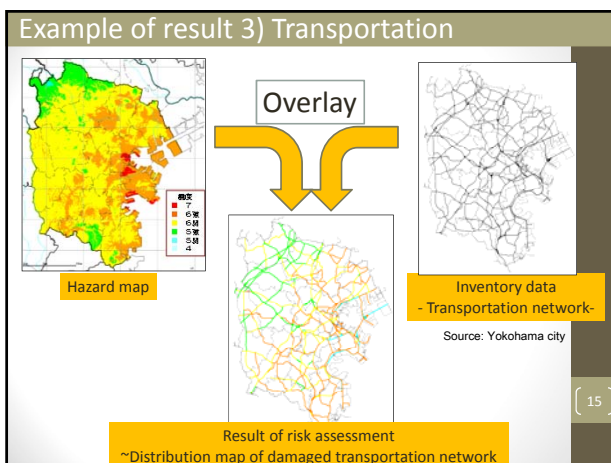 Example of result 3) Transportation
Overlay
震度
7
6強
6弱
5強
5弱
4
Hazard map
Inventory data
- Transportation network-
Source: Yokohama city
15
Result of risk assessment
~Distribution map of damaged transportation network